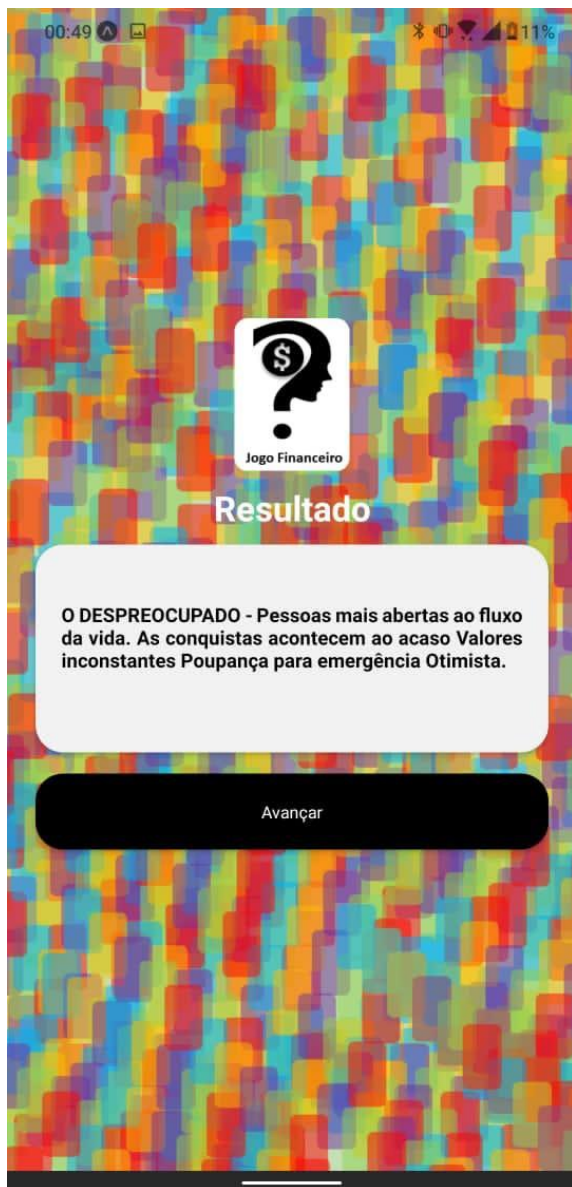 00:49
11%
$
Jogo Financeiro
Resultado
O DESPREOCUPADO - Pessoas mais abertas ao fluxo
da vida. As conquistas acontecem ao acaso Valores
inconstantes Poupança para emergência Otimista.
Avançar